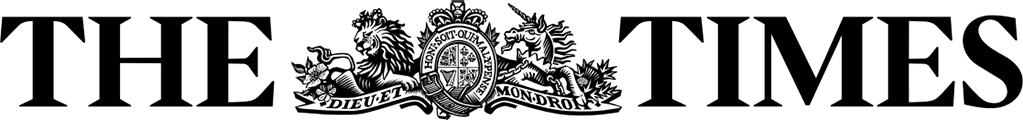 THE TIMES
HONI·SOIT·QUI·MAL·Y·PENSE
DIEU·ET MON·DROIT